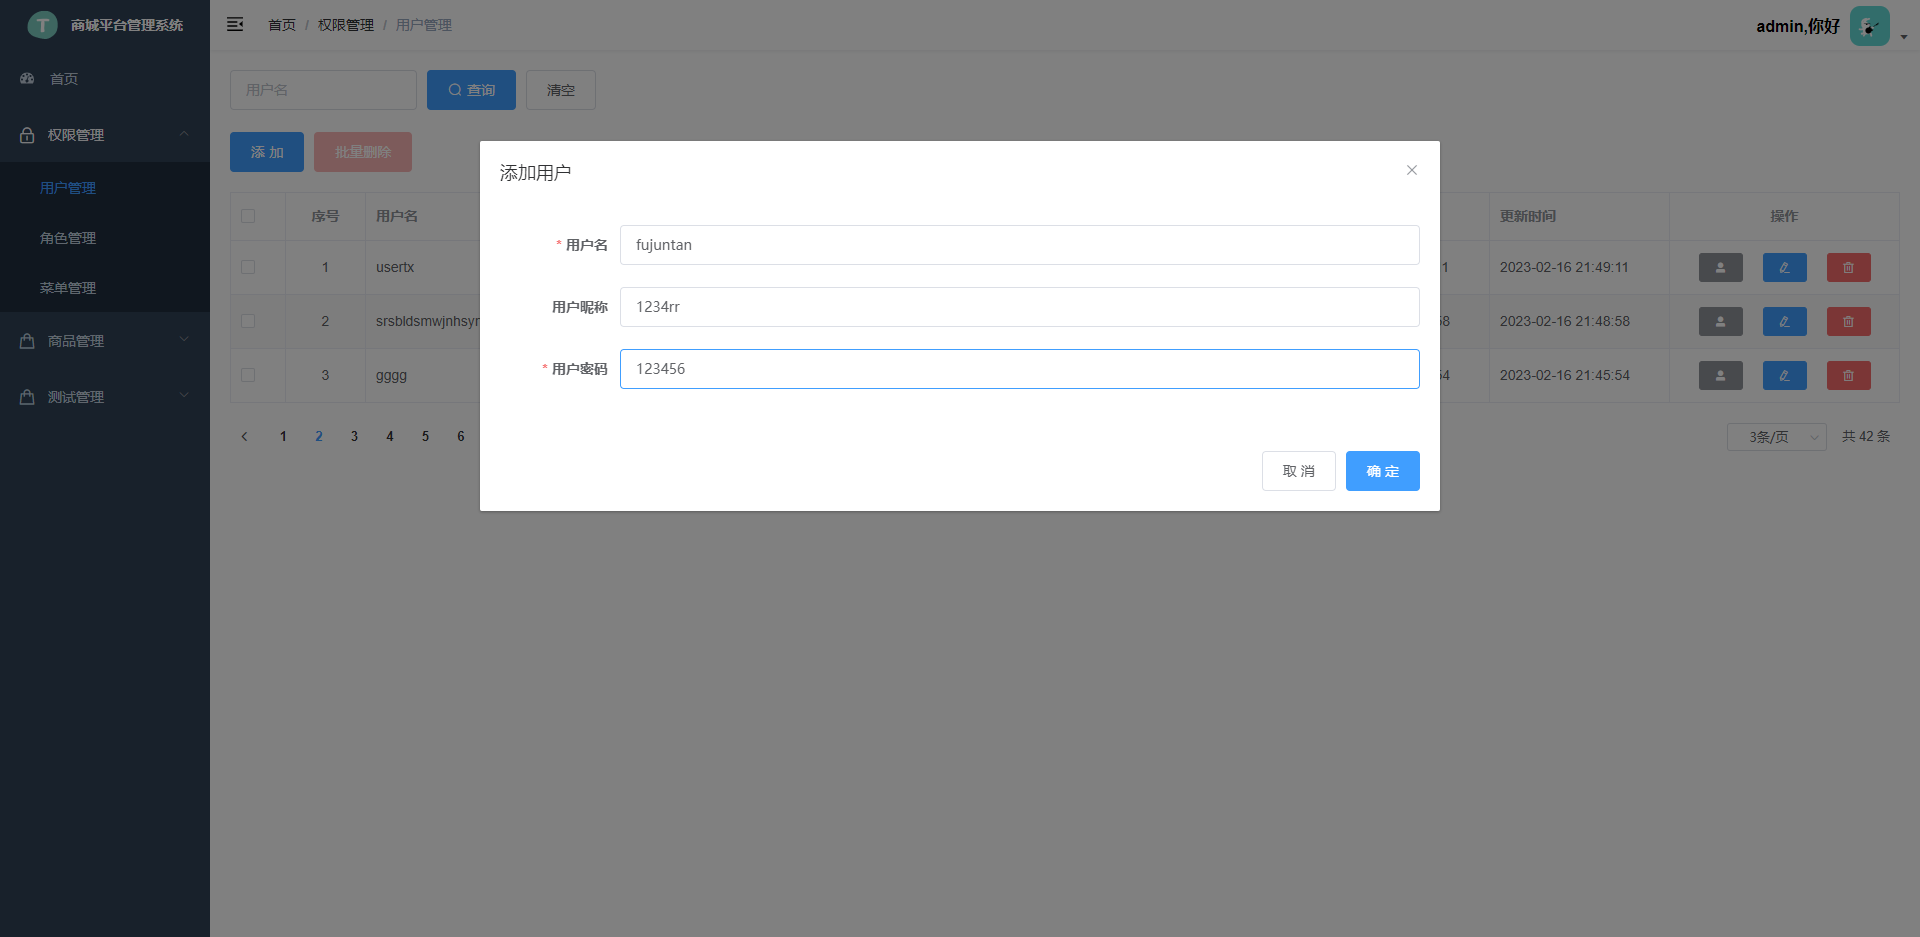 T 商城平台管理系统
首页
权限管理
用户管理
角色管理
菜单管理
商品管理
测试管理
首页 / 权限管理 / 用户管理
admin,你好
用户名 查询 清空
添 加 批量删除
序号 用户名 更新时间 操作
1 usertx 1 2023-02-16 21:49:11
2 srsbldsmwjnhsyr 58 2023-02-16 21:48:58
3 gggg 54 2023-02-16 21:45:54
1 2 3 4 5 6 3条/页 共 42 条
添加用户
* 用户名 fujuntan
用户昵称 1234rr
* 用户密码 123456
取 消 确 定